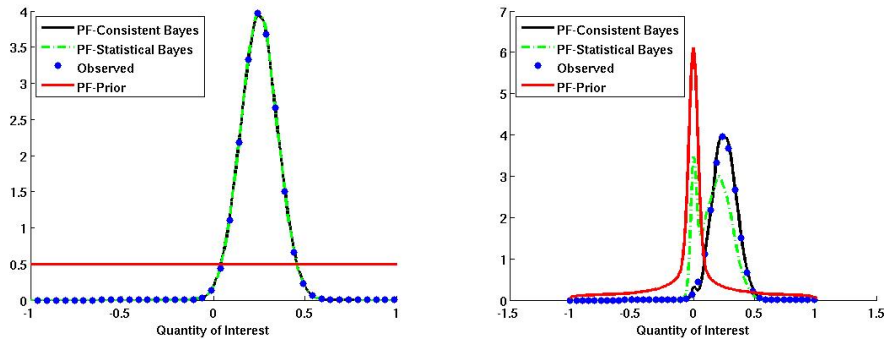 4
3.5
3
2.5
2
1.5
1
0.5
0
-1
-0.5
0
0.5
1
Quantity of Interest
PF-Consistent Bayes
PF-Statistical Bayes
Observed
PF-Prior
7
6
5
4
3
2
1
0
-1.5
-1
-0.5
0
0.5
1
1.5
Quantity of Interest
PF-Consistent Bayes
PF-Statistical Bayes
Observed
PF-Prior